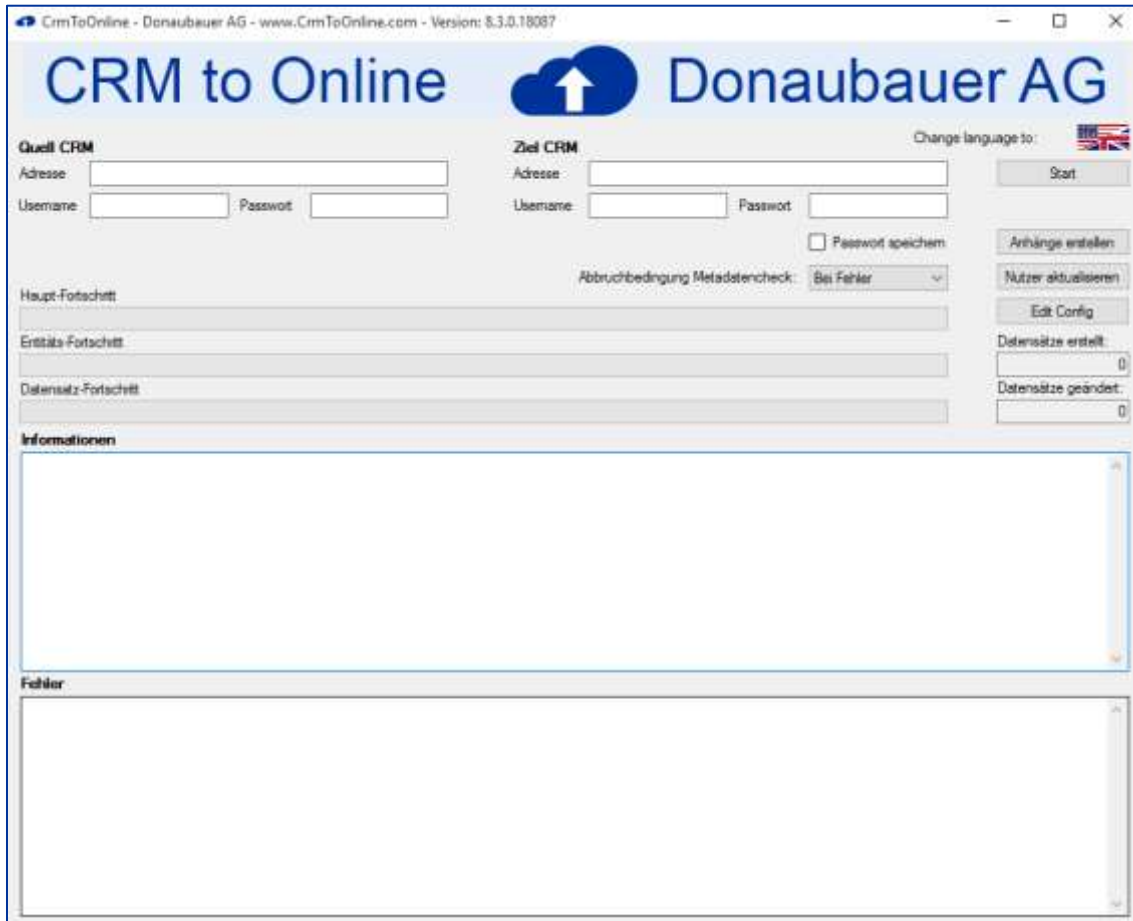 CrmToOnline - Donaubauer AG - www.CrmToOnline.com - Version: 8.3.0.18087
CRM to Online Donaubauer AG
Change language to:
Quell CRM Ziel CRM
Adresse Adresse Start
Username Passwort Username Passwort
Passwort speichern Anhänge erstellen
Abbruchbedingung Metadatencheck: Bei Fehler Nutzer aktualisieren
Haupt-Fortschritt
Edit Config
Entitäts-Fortschritt Datensätze erstellt:
0
Datensatz-Fortschritt Datensätze geändert:
0
Informationen
Fehler